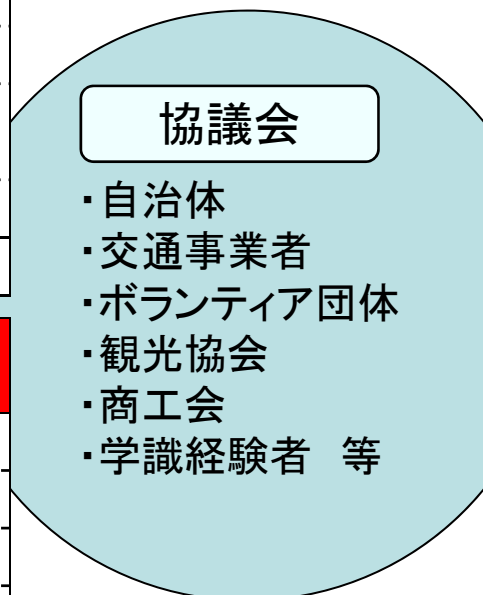 協議会
・自治体
・交通事業者
・ボランティア団体
・観光協会
・商工会
・学識経験者　等